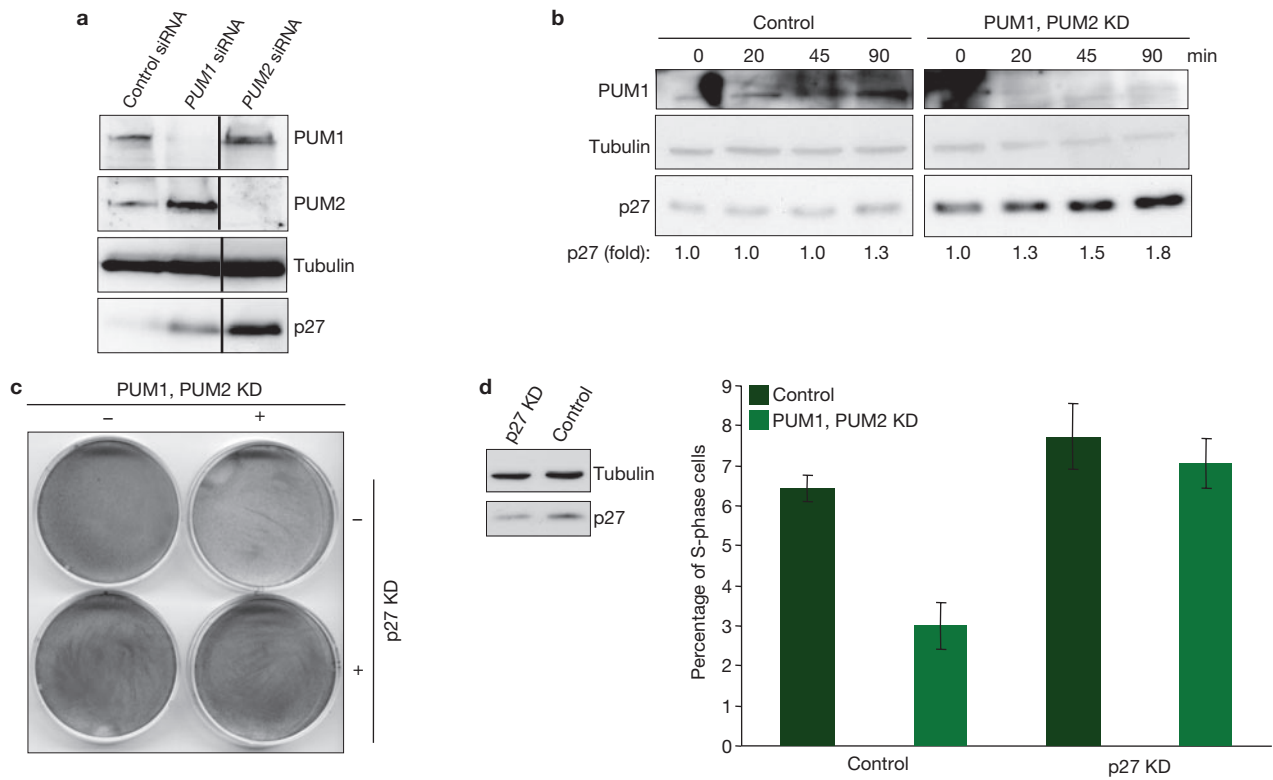 a
Control siRNA
PUM1 siRNA
PUM2 siRNA
PUM1
PUM2
Tubulin
p27
b
Control
PUM1, PUM2 KD
0 20 45 90 0 20 45 90 min
PUM1
Tubulin
p27
p27 (fold): 1.0 1.0 1.0 1.3 1.0 1.3 1.5 1.8
c
PUM1, PUM2 KD
– +
–
+
p27 KD
d
p27 KD
Control
Tubulin
p27
Percentage of S-phase cells
9
8
7
6
5
4
3
2
1
0
Control
PUM1, PUM2 KD
Control p27 KD